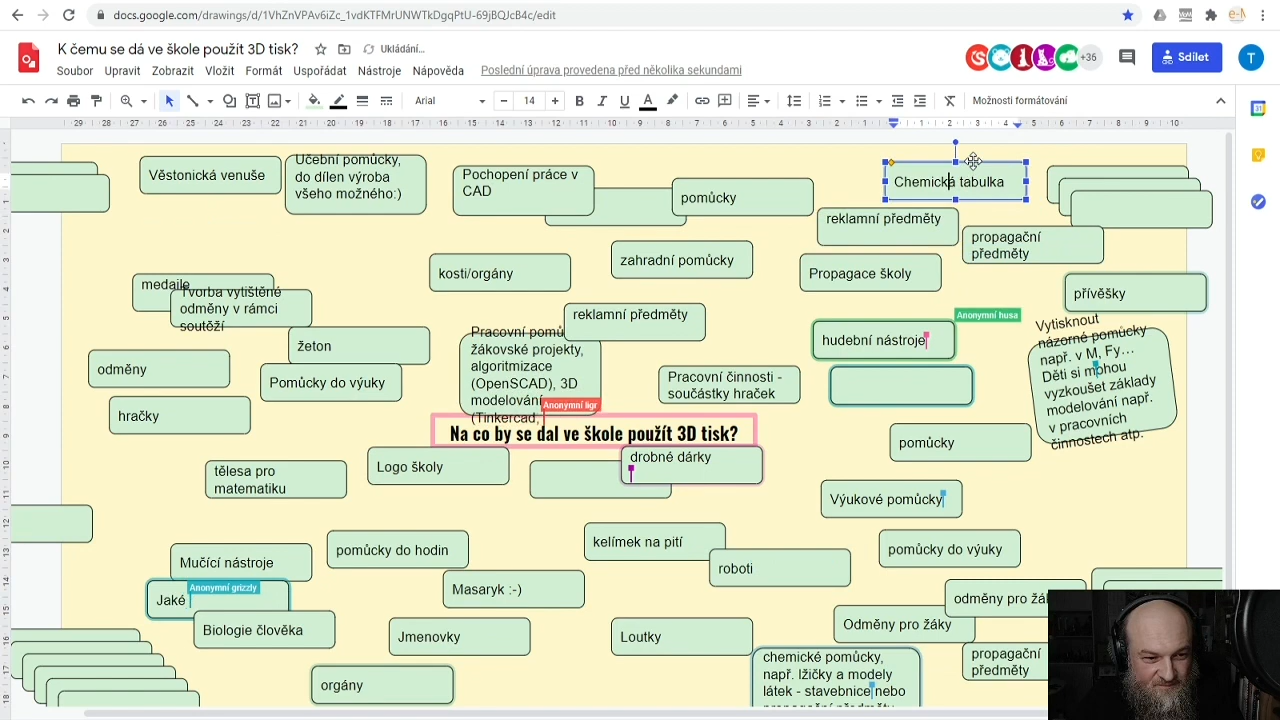 docs.google.com/drawings/d/1VhZnVPAv6iZc_1vdKTFMrUNWTkDgqPtU-69jBQJcB4c/edit
K čemu se dá ve škole použít 3D tisk?
Ukládání…
Soubor Upravit Zobrazit Vložit Formát Uspořádat Nástroje Nápověda
Poslední úprava provedena před několika sekundami
+36
Sdílet
T
Arial
14
Možnosti formátování
Věstonická venuše
Učební pomůcky,
do dílen výroba
všeho možného:)
Pochopení práce v
CAD
pomůcky
Chemická tabulka
reklamní předměty
propagační
předměty
kosti/orgány
zahradní pomůcky
Propagace školy
přívěšky
medaile
Tvorba vytištěné
odměny v rámci
soutěží
žeton
reklamní předměty
Anonymní husa
hudební nástroje
Pracovní pomů
žákovské projekty,
algoritmizace
(OpenSCAD), 3D
modelování
(Tinkercad,
Anonymní ligr
Vytisknout
názorné pomůcky
např. v M, Fy…
Děti si mohou
vyzkoušet základy
modelování např.
v pracovních
činnostech atp.
odměny
Pomůcky do výuky
Pracovní činnosti -
součástky hraček
hračky
Na co by se dal ve škole použít 3D tisk?
pomůcky
drobné dárky
Logo školy
tělesa pro
matematiku
Výukové pomůcky
kelímek na pití
pomůcky do hodin
pomůcky do výuky
Mučící nástroje
roboti
Anonymní grizzly
Jaké
Masaryk :-)
odměny pro žá
Biologie člověka
Jmenovky
Loutky
Odměny pro žáky
chemické pomůcky,
např. lžičky a modely
látek - stavebnice nebo
propagační
předměty
orgány